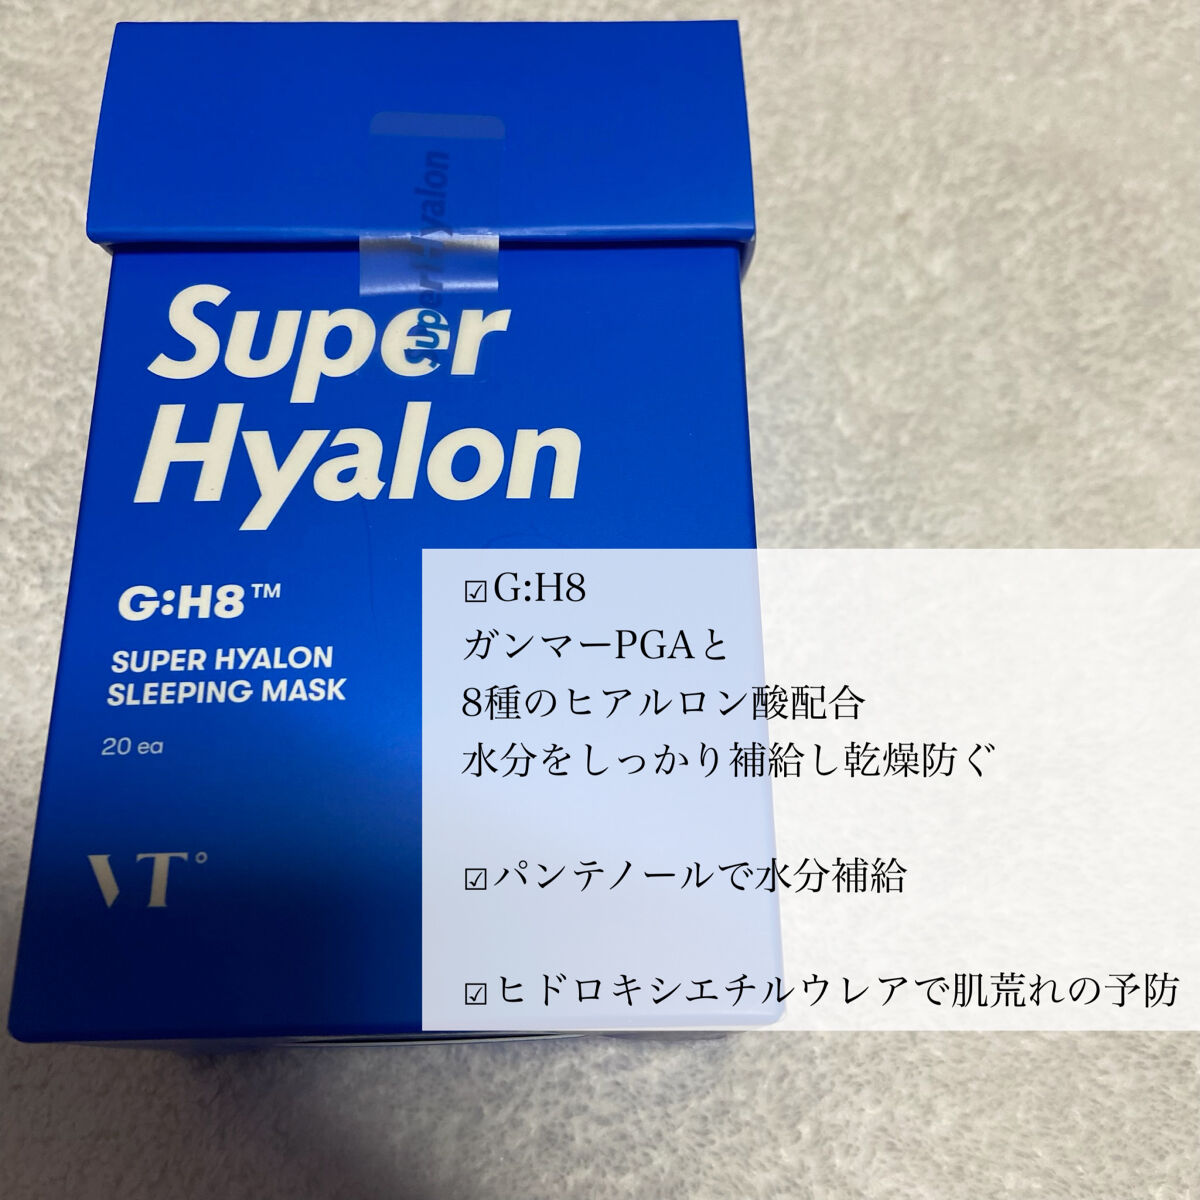 Super Hyalon
Super
Hyalon
G:H8™
SUPER HYALON
SLEEPING MASK
20 ea
VT°
☑G:H8
ガンマーPGAと
8種のヒアルロン酸配合
水分をしっかり補給し乾燥防ぐ
☑パンテノールで水分補給
☑ヒドロキシエチルウレアで肌荒れの予防